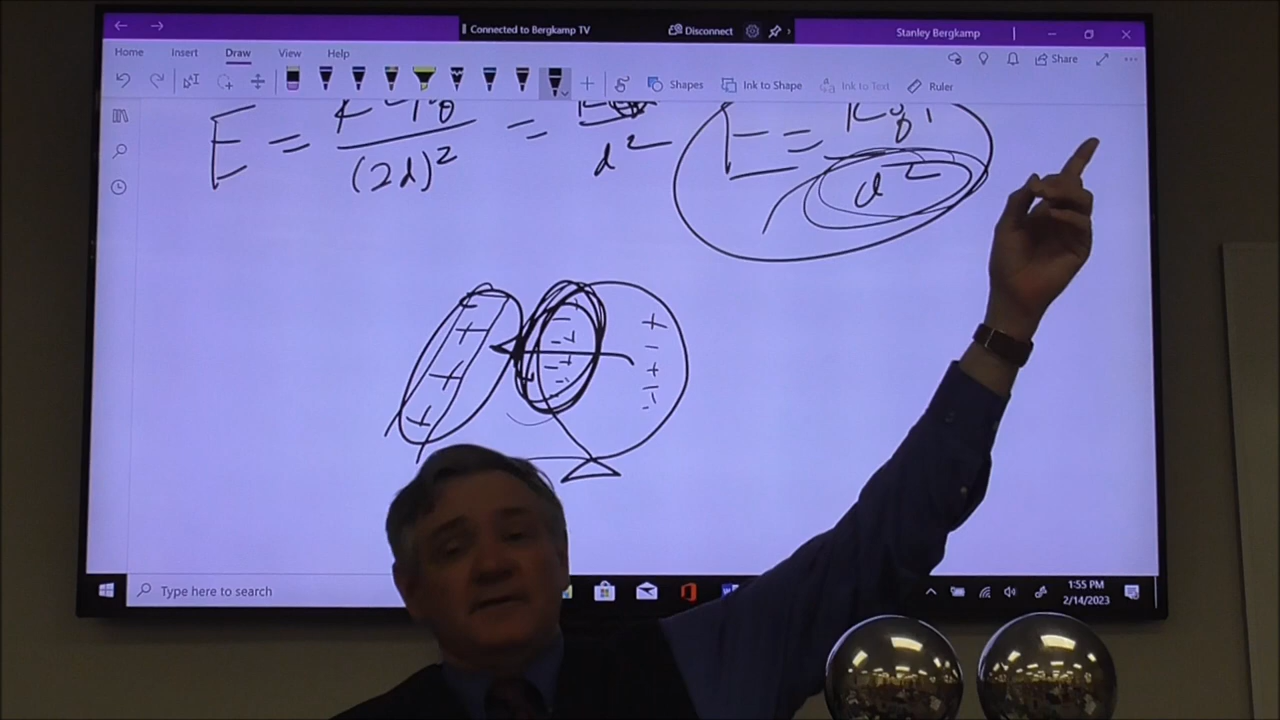 Connected to Bergkamp TV
Disconnect
Stanley Bergkamp
Home Insert Draw View Help
Share
Shapes Ink to Shape Ink to Text Ruler
E = / (2d)² = / d²
E = / d²
+
+
+
+
-
+
-
Type here to search
1:55 PM
2/14/2023